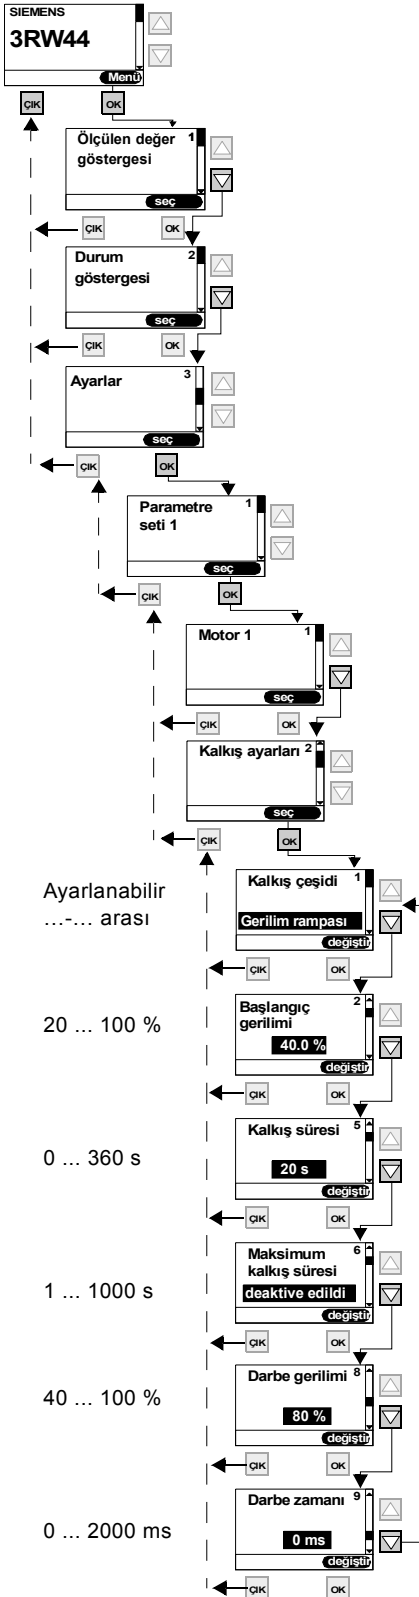 SIEMENS
3RW44
Menü
ÇIK
OK
Ölçülen değer 1
göstergesi
seç
ÇIK OK
Durum 2
göstergesi
seç
ÇIK OK
Ayarlar 3
seç
ÇIK OK
Parametre 1
seti 1
seç
ÇIK OK
Motor 1 1
seç
ÇIK OK
Kalkış ayarları 2
seç
ÇIK OK
Ayarlanabilir
...-... arası
Kalkış çeşidi 1
Gerilim rampası
değiştir
ÇIK OK
20 ... 100 %
Başlangıç 2
gerilimi
40.0 %
değiştir
ÇIK OK
0 ... 360 s
Kalkış süresi 5
20 s
değiştir
ÇIK OK
1 ... 1000 s
Maksimum 6
kalkış süresi
deaktive edildi
değiştir
ÇIK OK
40 ... 100 %
Darbe gerilimi 8
80 %
değiştir
ÇIK OK
0 ... 2000 ms
Darbe zamanı 9
0 ms
değiştir
ÇIK OK